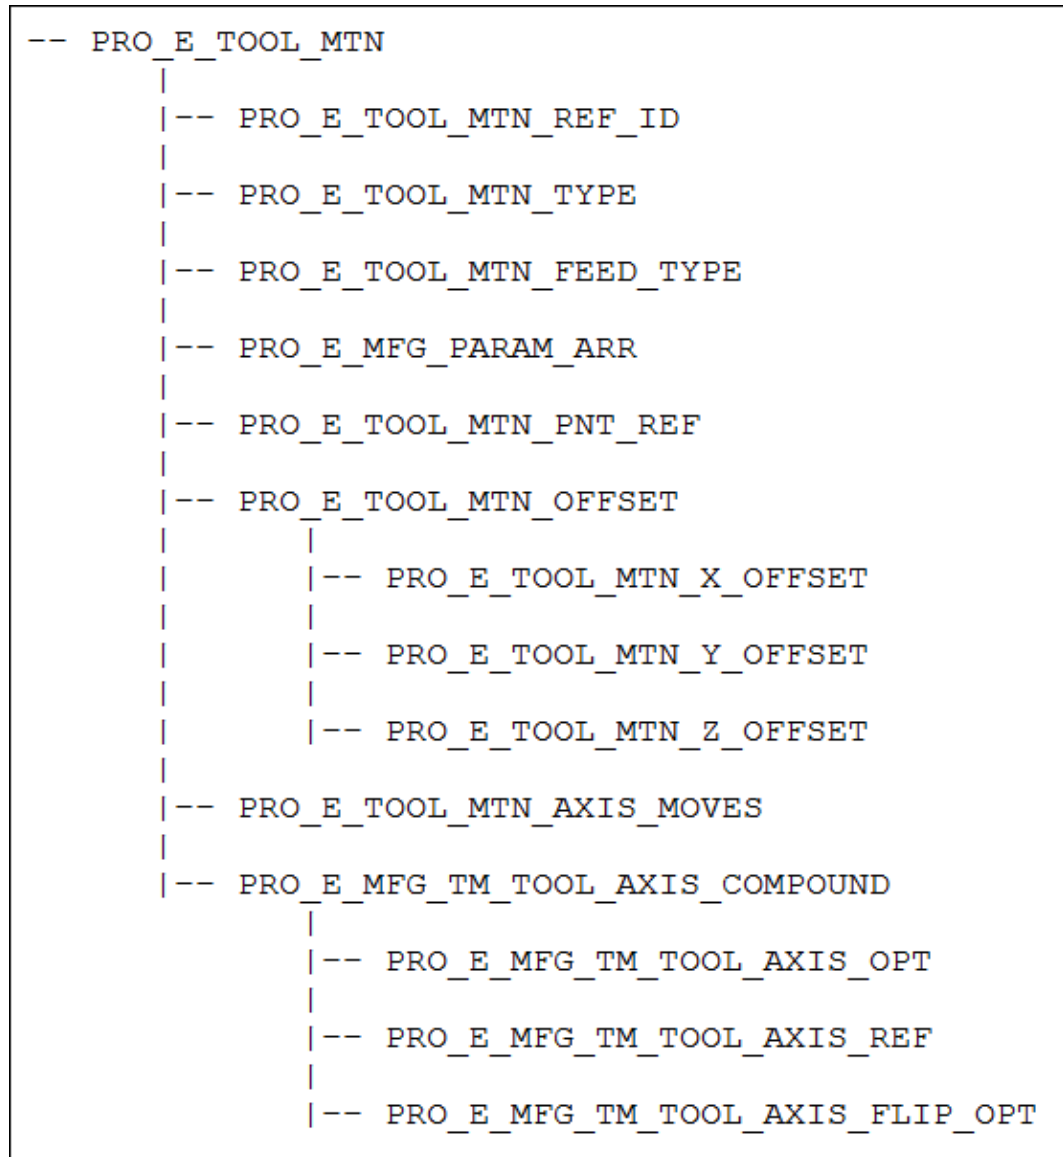 -- PRO_E_TOOL_MTN
|
|-- PRO_E_TOOL_MTN_REF_ID
|
|-- PRO_E_TOOL_MTN_TYPE
|
|-- PRO_E_TOOL_MTN_FEED_TYPE
|
|-- PRO_E_MFG_PARAM_ARR
|
|-- PRO_E_TOOL_MTN_PNT_REF
|
|-- PRO_E_TOOL_MTN_OFFSET
| |
| |-- PRO_E_TOOL_MTN_X_OFFSET
| |
| |-- PRO_E_TOOL_MTN_Y_OFFSET
| |
| |-- PRO_E_TOOL_MTN_Z_OFFSET
|
|-- PRO_E_TOOL_MTN_AXIS_MOVES
|
|-- PRO_E_MFG_TM_TOOL_AXIS_COMPOUND
|
|-- PRO_E_MFG_TM_TOOL_AXIS_OPT
|
|-- PRO_E_MFG_TM_TOOL_AXIS_REF
|
|-- PRO_E_MFG_TM_TOOL_AXIS_FLIP_OPT